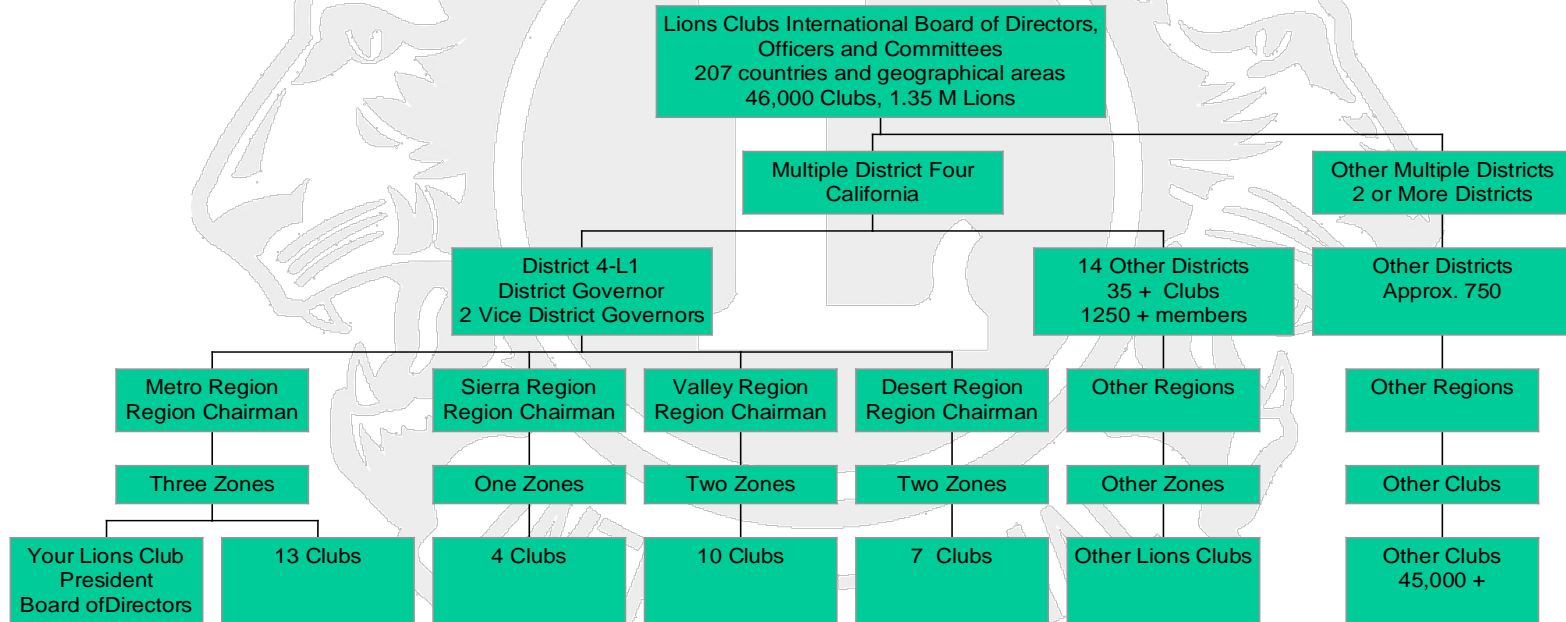 Lions Clubs International Board of Directors,
Officers and Committees
207 countries and geographical areas
46,000 Clubs, 1.35 M Lions
Multiple District Four
California
Other Multiple Districts
2 or More Districts
District 4-L1
District Governor
2 Vice District Governors
14 Other Districts
35 + Clubs
1250 + members
Other Districts
Approx. 750
Metro Region
Region Chairman
Sierra Region
Region Chairman
Valley Region
Region Chairman
Desert Region
Region Chairman
Other Regions
Other Regions
Three Zones
One Zones
Two Zones
Two Zones
Other Zones
Other Clubs
Your Lions Club
President
Board ofDirectors
13 Clubs
4 Clubs
10 Clubs
7 Clubs
Other Lions Clubs
Other Clubs
45,000 +